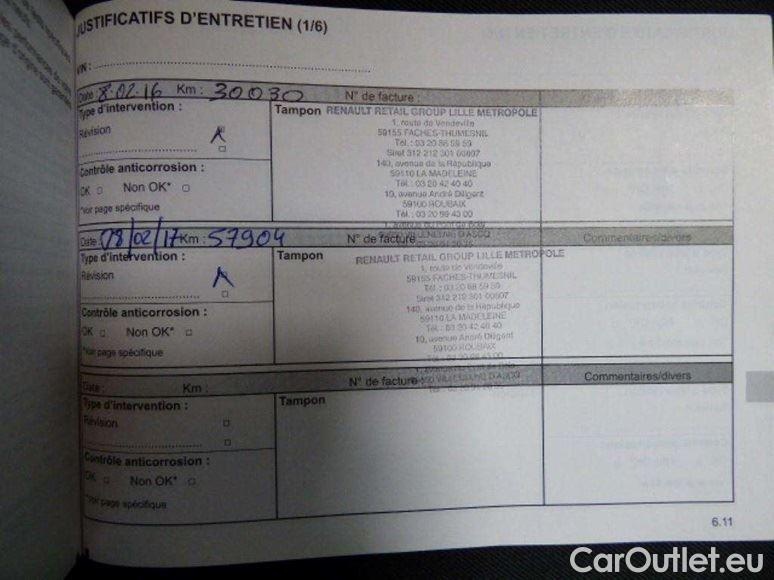 JUSTIFICATIFS D'ENTRETIEN (1/6)
VIN :
Date : 8.02.16 Km : 30030 N° de facture :
Type d'intervention :
Révision
Contrôle anticorrosion :
OK □ Non OK* □
*Voir page spécifique
Tampon RENAULT RETAIL GROUP LILLE METROPOLE
1, route de Vendeville
59155 FACHES-THUMESNIL
Tél. : 03 20 88 59 59
Siret 312 212 301 00607
140, avenue de la République
59110 LA MADELEINE
Tél. : 03 20 42 40 40
10, avenue André Diligent
59100 ROUBAIX
Tél. : 03 20 99 43 00
Date : 08/02/17 Km : 57904 N° de facture : Commentaires/divers
Type d'intervention :
Révision
Contrôle anticorrosion :
OK □ Non OK* □
*Voir page spécifique
Tampon
RENAULT RETAIL GROUP LILLE METROPOLE
1, route de Vendeville
59155 FACHES-THUMESNIL
Tél. : 03 20 88 59 59
Siret 312 212 301 00607
140, avenue de la République
59110 LA MADELEINE
Tél. : 03 20 42 40 40
10, avenue André Diligent
59100 ROUBAIX
Date : Km : N° de facture : Commentaires/divers
Type d'intervention :
Révision
Contrôle anticorrosion :
OK □ Non OK* □
*Voir page spécifique
Tampon
6.11
CarOutlet.eu